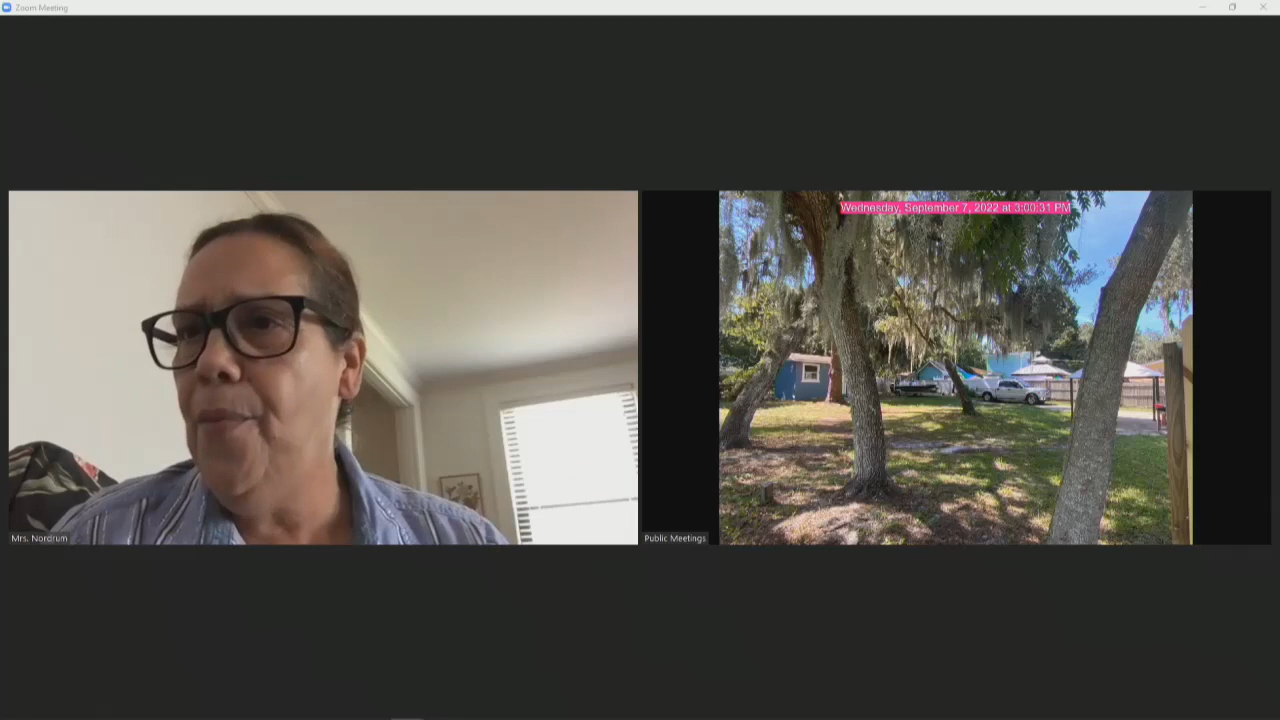 Zoom Meeting
Wednesday, September 7, 2022 at 3:00:31 PM
Mrs. Nordrum
Public Meetings